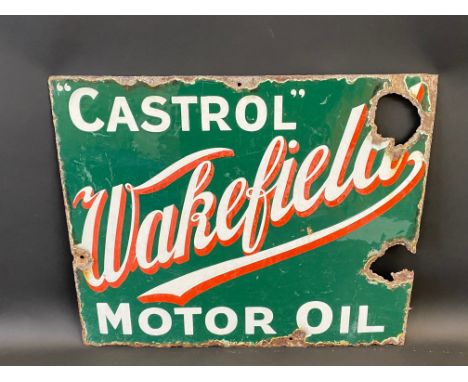 "CASTROL"
Wakefield
MOTOR OIL